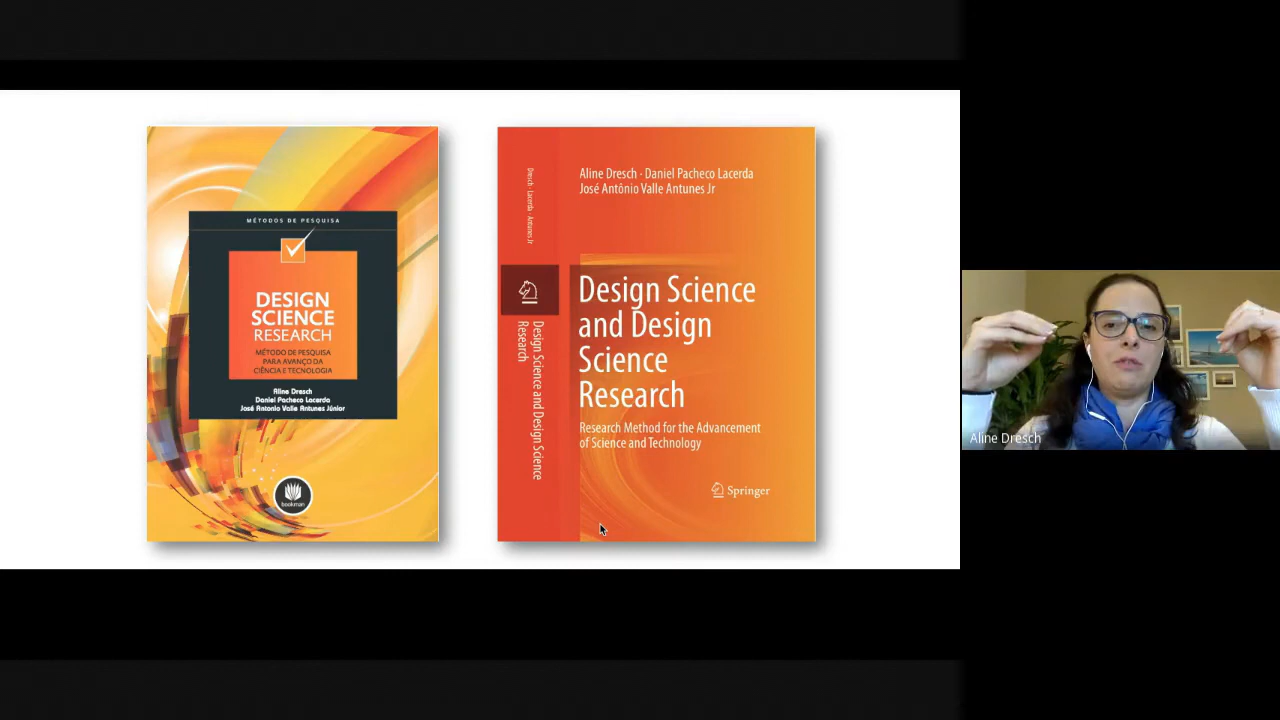 MÉTODOS DE PESQUISA
DESIGN
SCIENCE
RESEARCH
MÉTODO DE PESQUISA
PARA AVANÇO DA
CIÊNCIA E TECNOLOGIA
Aline Dresch
Daniel Pacheco Lacerda
José Antonio Valle Antunes Júnior
bookman
Dresch · Lacerda · Antunes Jr
Design Science and Design Science
Research
Aline Dresch · Daniel Pacheco Lacerda
José Antônio Valle Antunes Jr
Design Science
and Design
Science
Research
Research Method for the Advancement
of Science and Technology
Springer
Aline Dresch